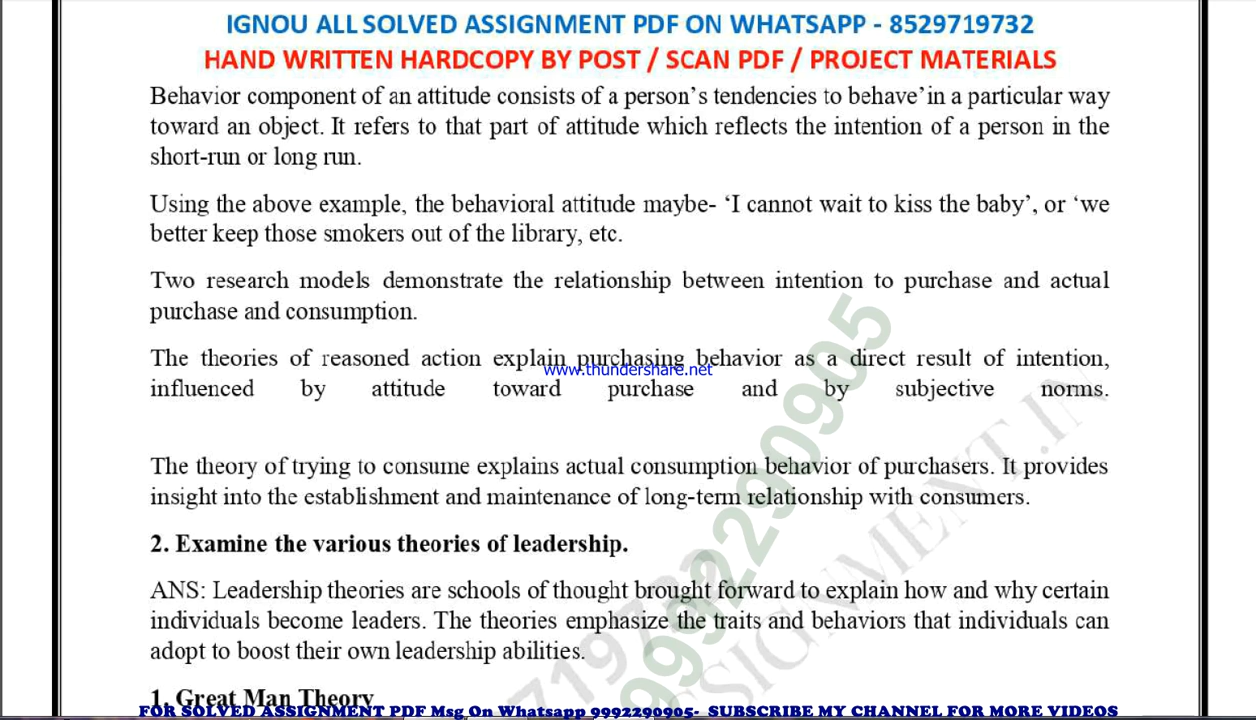 IGNOU ALL SOLVED ASSIGNMENT PDF ON WHATSAPP - 8529719732
HAND WRITTEN HARDCOPY BY POST / SCAN PDF / PROJECT MATERIALS
Behavior component of an attitude consists of a person’s tendencies to behave’in a particular way
toward an object. It refers to that part of attitude which reflects the intention of a person in the
short-run or long run.
Using the above example, the behavioral attitude maybe- ‘I cannot wait to kiss the baby’, or ‘we
better keep those smokers out of the library, etc.
Two research models demonstrate the relationship between intention to purchase and actual
purchase and consumption.
The theories of reasoned action explain purchasing behavior as a direct result of intention,
www.thundershare.net
influenced by attitude toward purchase and by subjective norms.
The theory of trying to consume explains actual consumption behavior of purchasers. It provides
insight into the establishment and maintenance of long-term relationship with consumers.
2. Examine the various theories of leadership.
ANS: Leadership theories are schools of thought brought forward to explain how and why certain
individuals become leaders. The theories emphasize the traits and behaviors that individuals can
adopt to boost their own leadership abilities.
1. Great Man Theory
FOR SOLVED ASSIGNMENT PDF Msg On Whatsapp 9992290905- SUBSCRIBE MY CHANNEL FOR MORE VIDEOS
9992290905